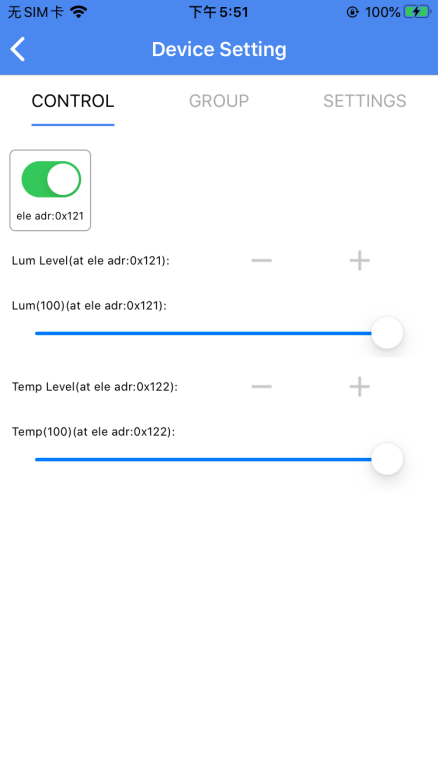 无SIM卡 下午5:51 100%
Device Setting
CONTROL GROUP SETTINGS
ele adr:0x121
Lum Level(at ele adr:0x121):
Lum(100)(at ele adr:0x121):
Temp Level(at ele adr:0x122):
Temp(100)(at ele adr:0x122):